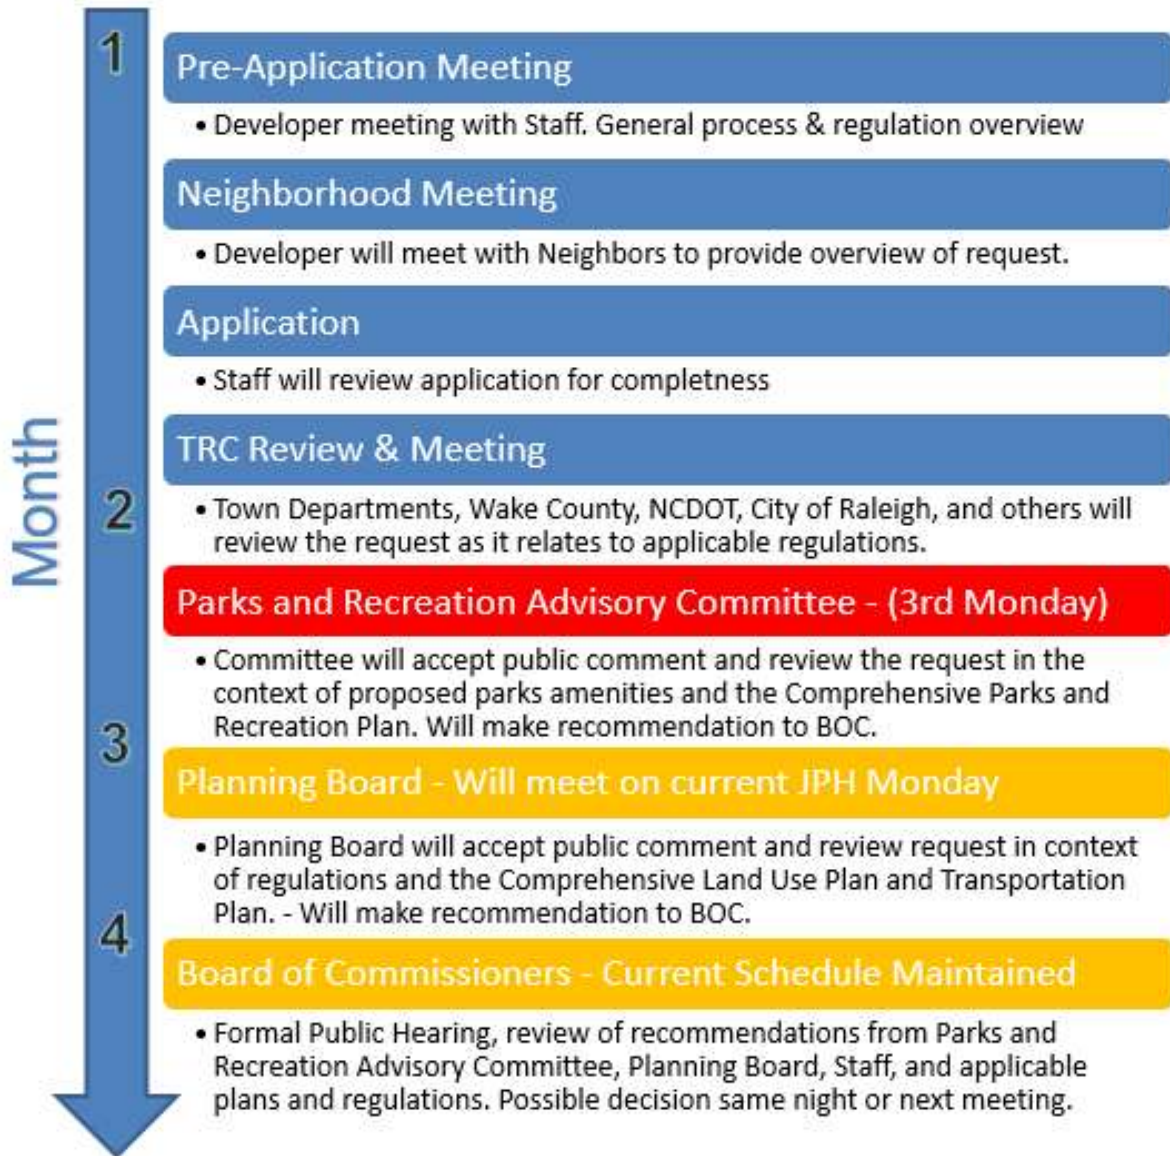 Month
1
Pre-Application Meeting
• Developer meeting with Staff. General process & regulation overview
Neighborhood Meeting
• Developer will meet with Neighbors to provide overview of request.
Application
• Staff will review application for completness
TRC Review & Meeting
2
• Town Departments, Wake County, NCDOT, City of Raleigh, and others will
review the request as it relates to applicable regulations.
Parks and Recreation Advisory Committee - (3rd Monday)
• Committee will accept public comment and review the request in the
context of proposed parks amenities and the Comprehensive Parks and
Recreation Plan. Will make recommendation to BOC.
3
Planning Board - Will meet on current JPH Monday
• Planning Board will accept public comment and review request in context
of regulations and the Comprehensive Land Use Plan and Transportation
Plan. - Will make recommendation to BOC.
4
Board of Commissioners - Current Schedule Maintained
• Formal Public Hearing, review of recommendations from Parks and
Recreation Advisory Committee, Planning Board, Staff, and applicable
plans and regulations. Possible decision same night or next meeting.